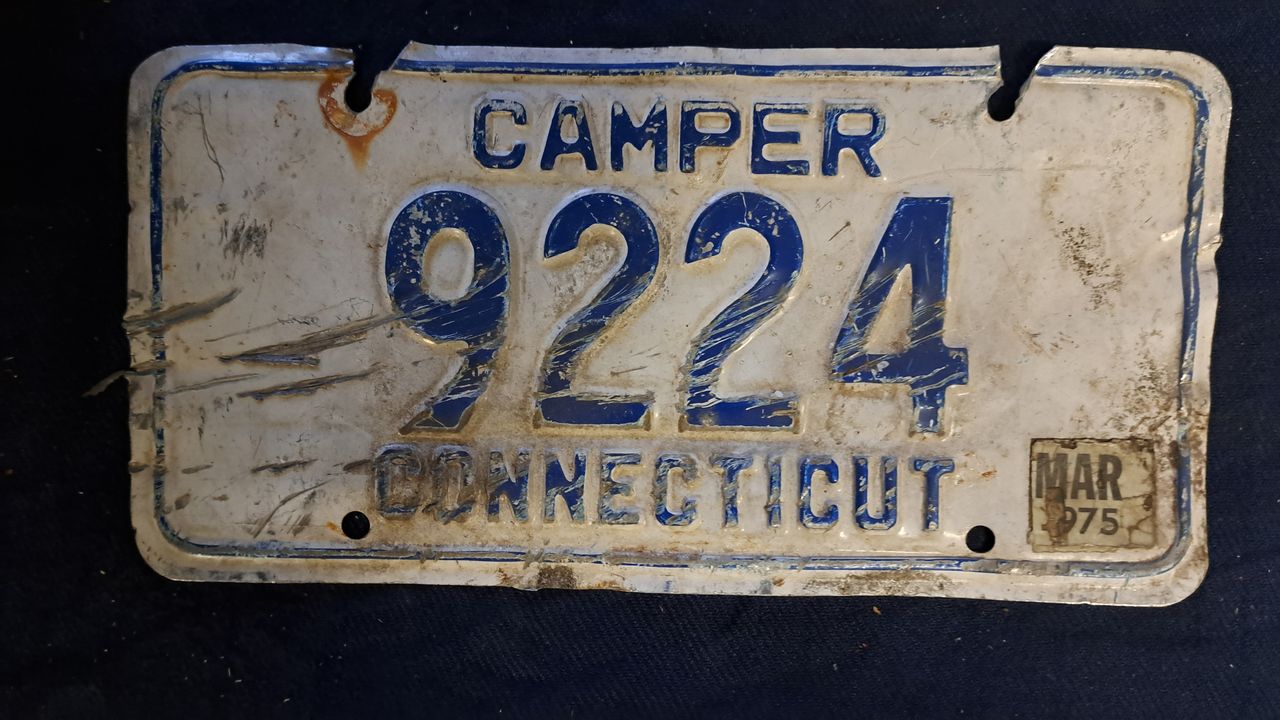 CAMPER
9224
CONNECTICUT
MAR
1975